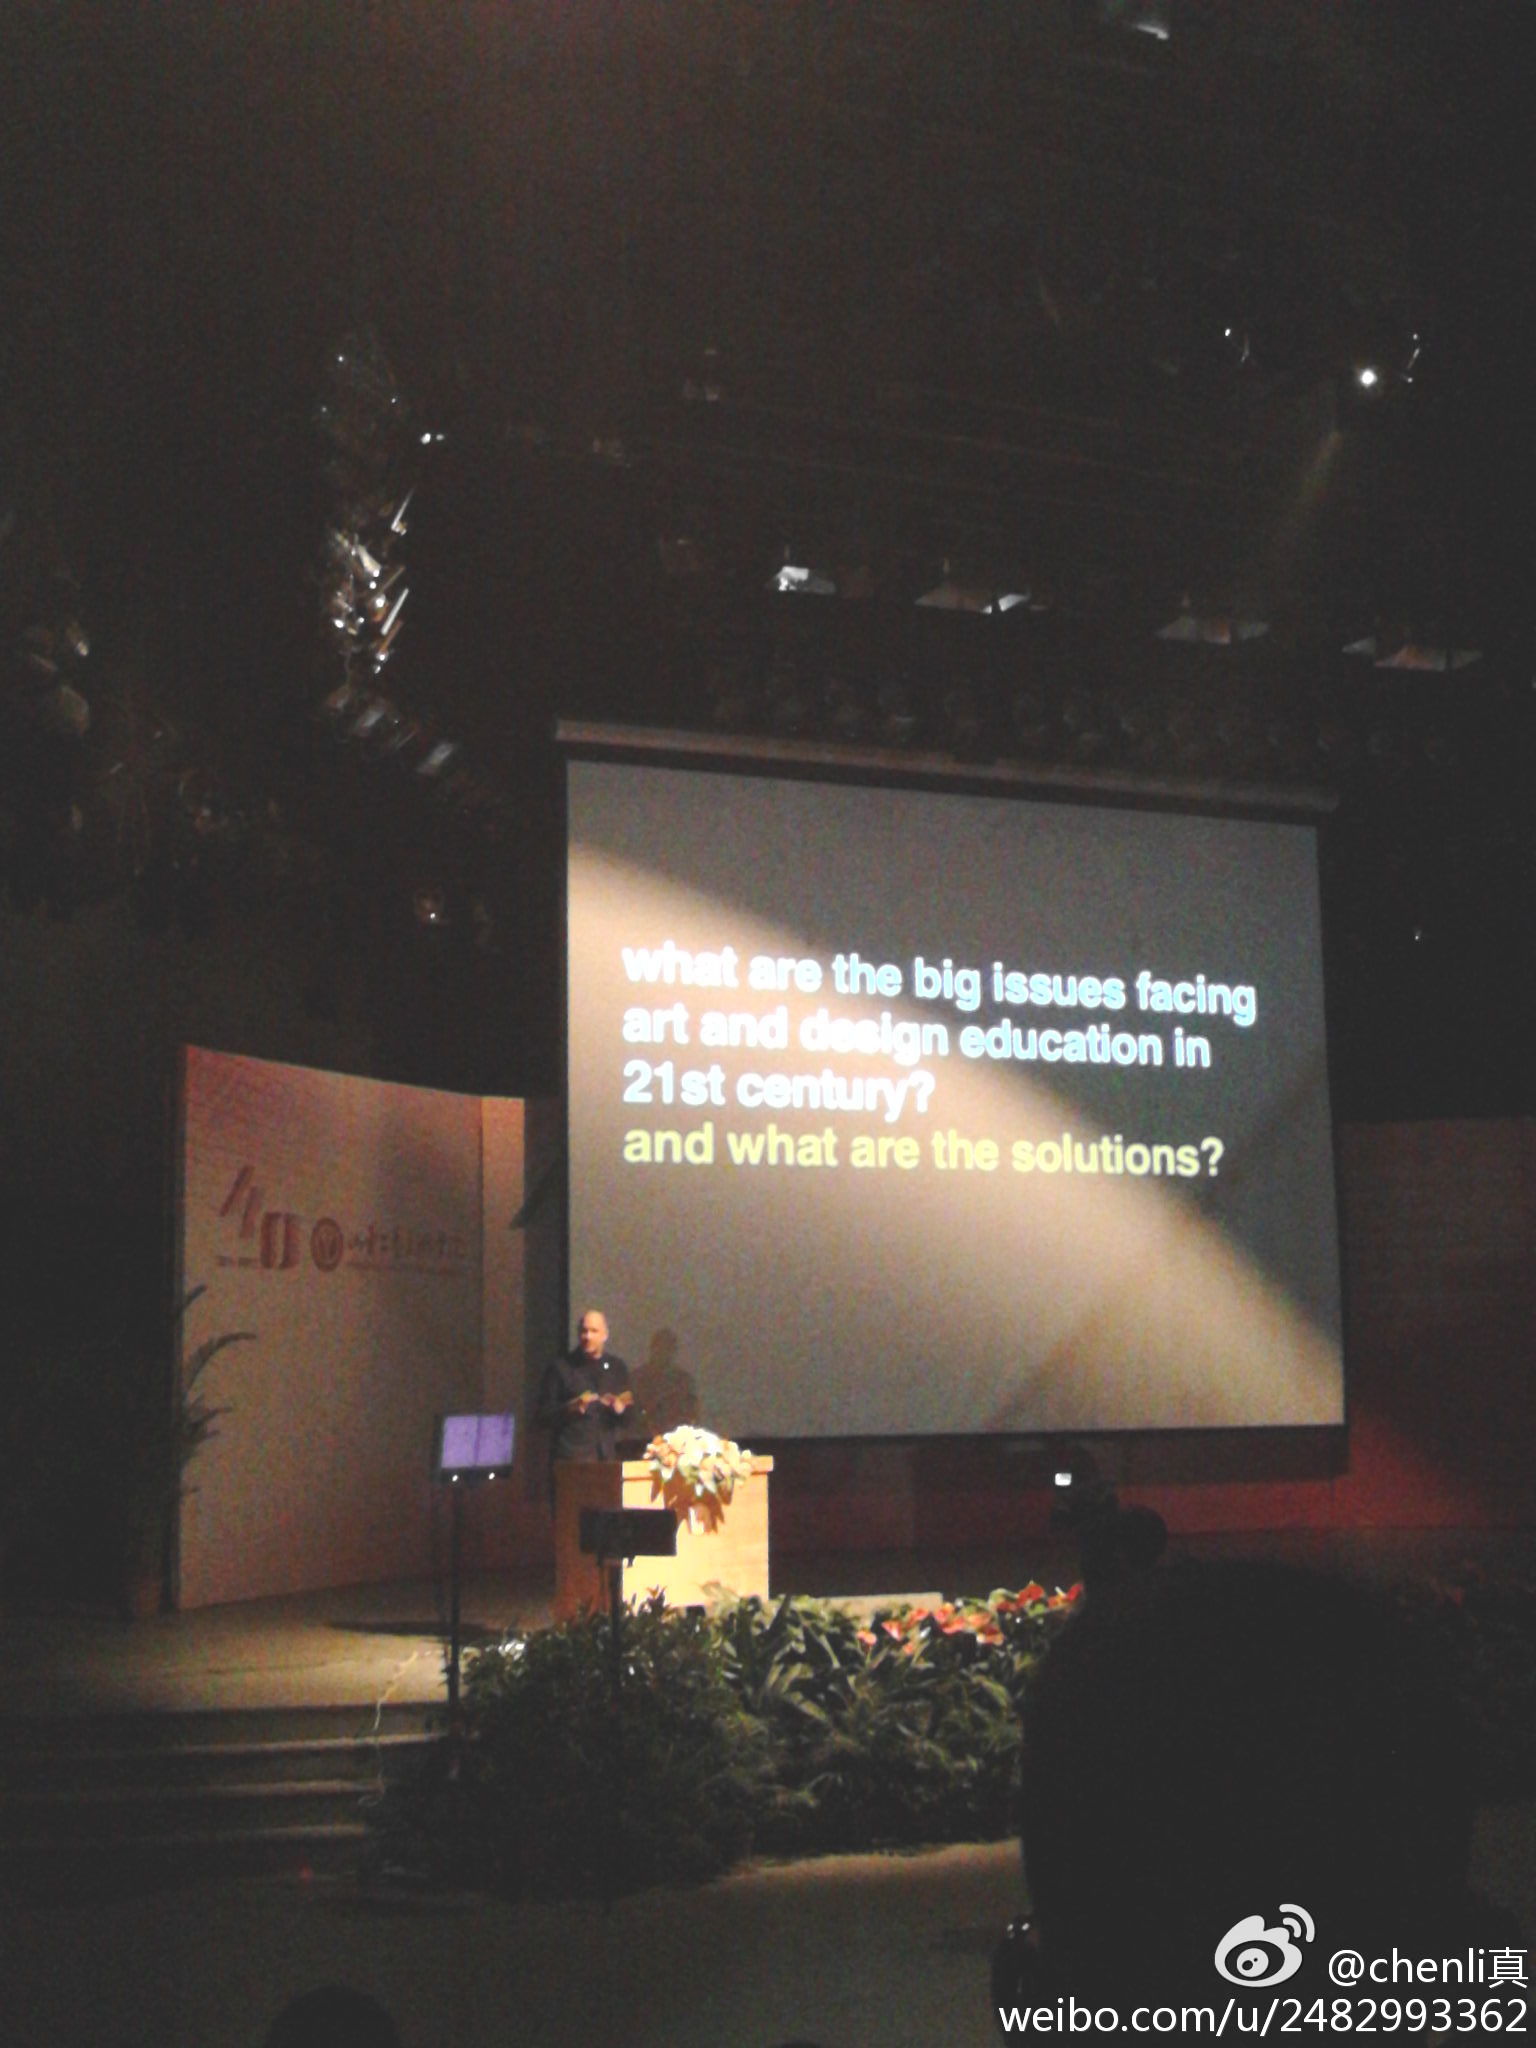 what are the big issues facing
art and design education in
21st century?
and what are the solutions?
@chenli真
weibo.com/u/2482993362